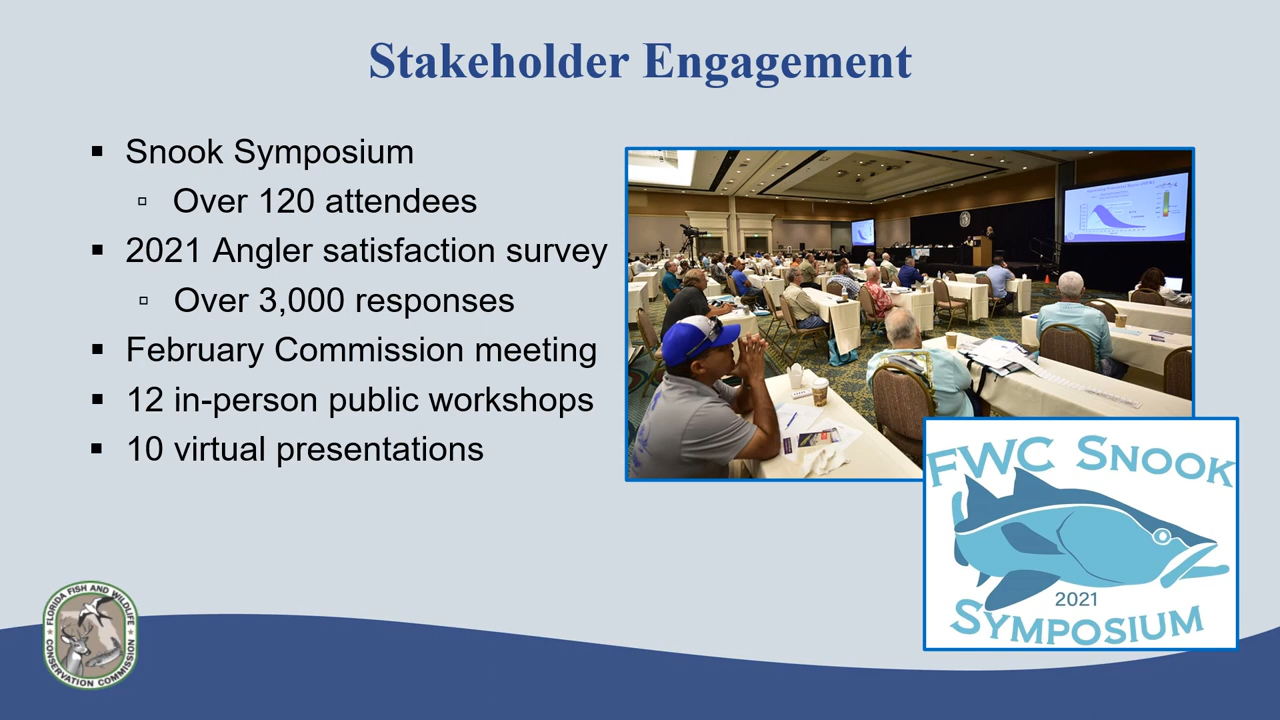 Stakeholder Engagement
Snook Symposium
Over 120 attendees
2021 Angler satisfaction survey
Over 3,000 responses
February Commission meeting
12 in-person public workshops
10 virtual presentations
FWC SNOOK
2021
SYMPOSIUM
FLORIDA FISH AND WILDLIFE
CONSERVATION COMMISSION